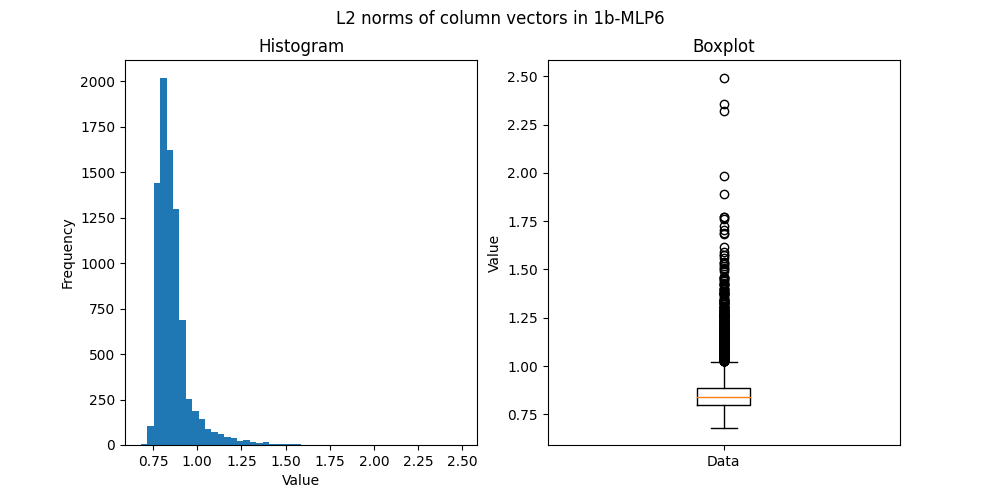 L2 norms of column vectors in 1b-MLP6
Histogram
Frequency
2000
1750
1500
1250
1000
750
500
250
0
0.75 1.00 1.25 1.50 1.75 2.00 2.25 2.50
Value
Boxplot
Value
2.50
2.25
2.00
1.75
1.50
1.25
1.00
0.75
Data